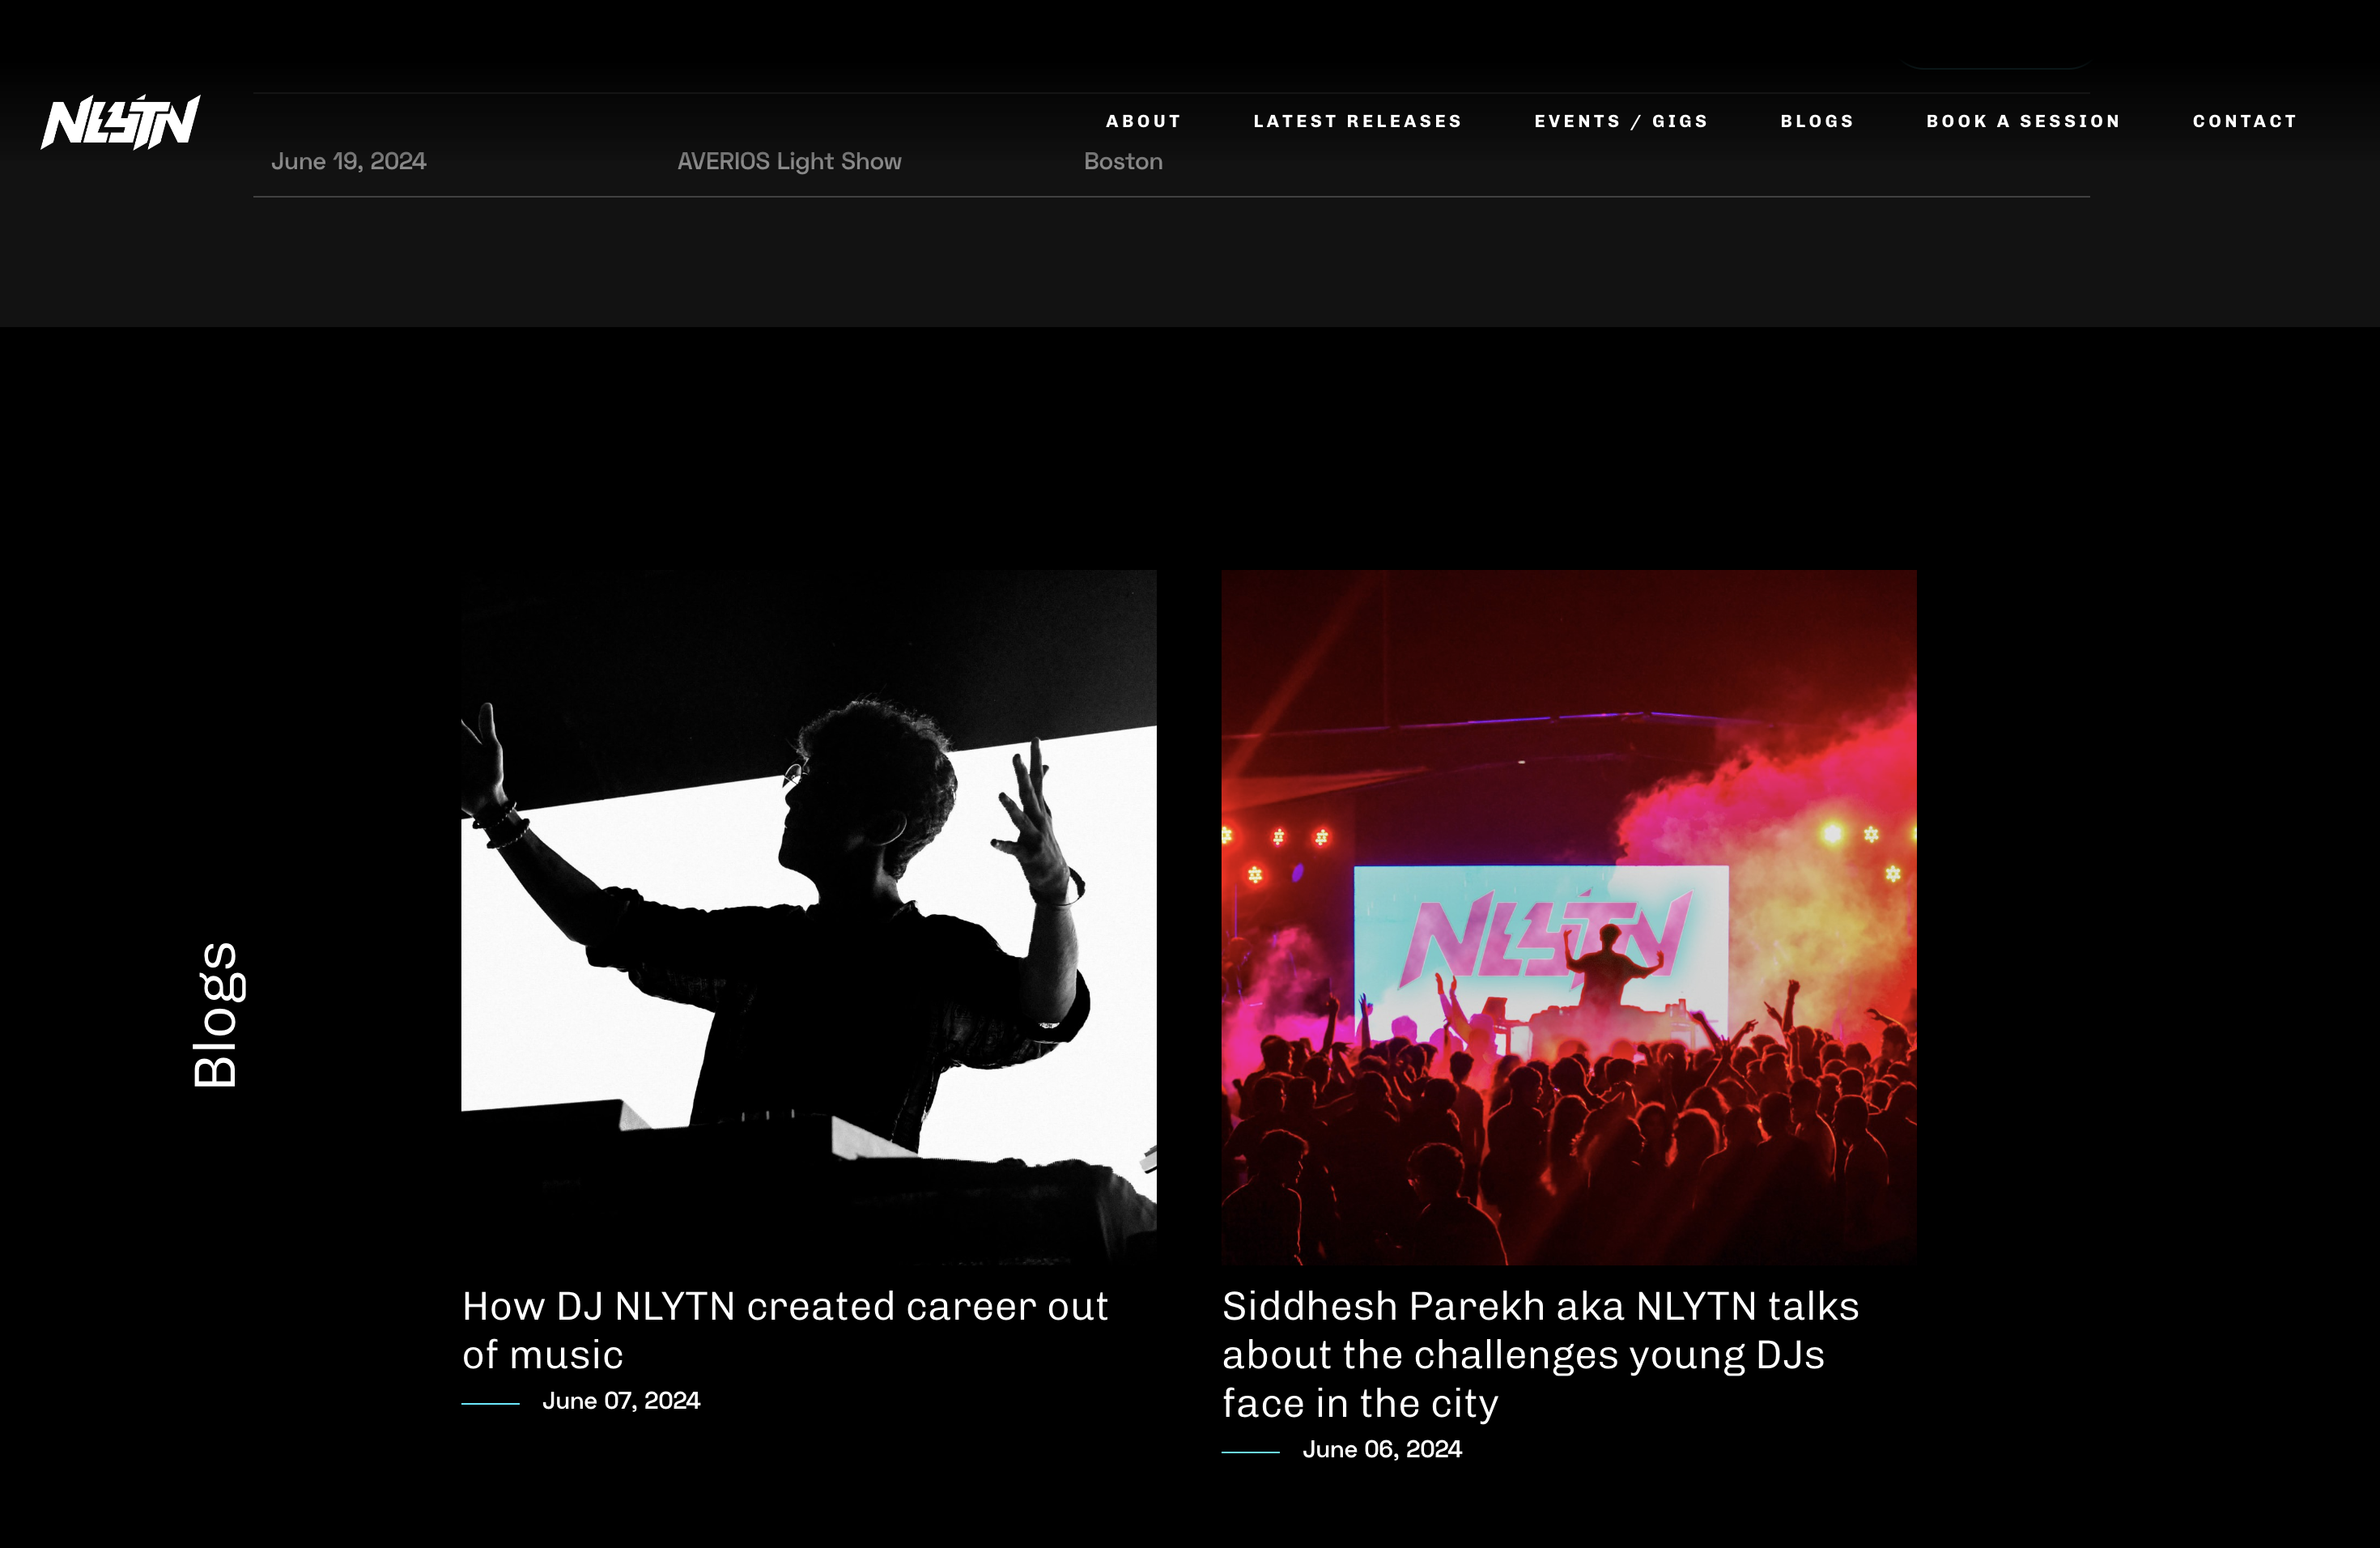 NLYTN
ABOUT LATEST RELEASES EVENTS / GIGS BLOGS BOOK A SESSION CONTACT
June 19, 2024 AVERIOS Light Show Boston
Blogs
NLYTN
How DJ NLYTN created career out
of music
June 07, 2024
Siddhesh Parekh aka NLYTN talks
about the challenges young DJs
face in the city
June 06, 2024